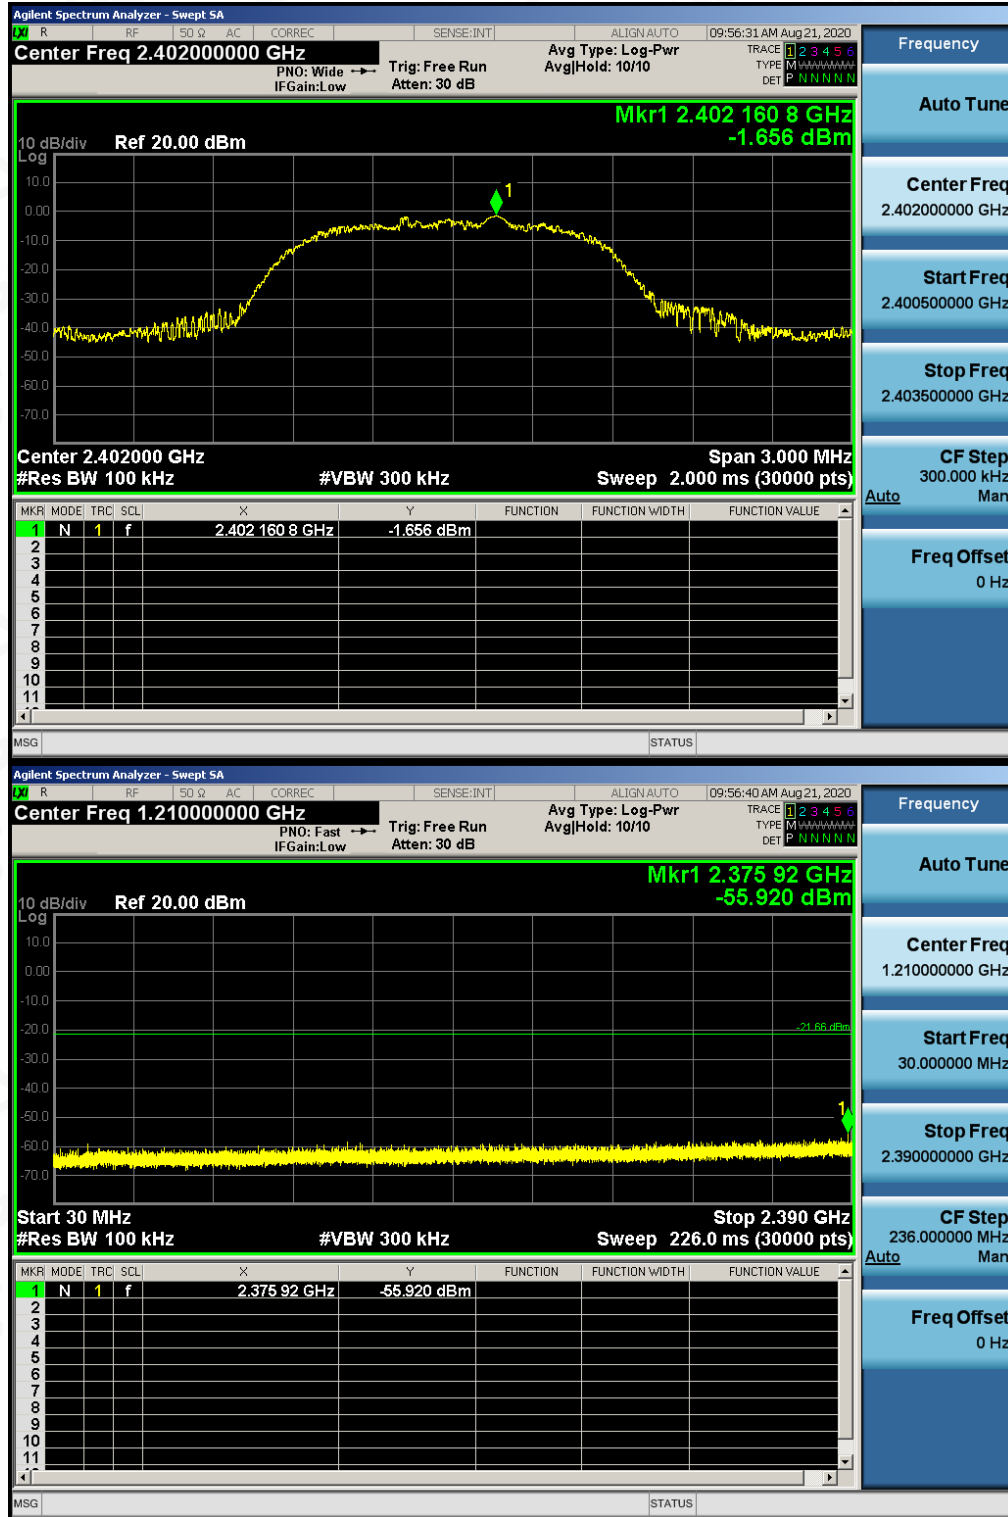 Agilent Spectrum Analyzer - Swept SA
LXI R RF 50 Ω AC CORREC SENSE:INT ALIGN AUTO 09:56:31 AM Aug 21, 2020
Center Freq 2.402000000 GHz
PNO: Wide
IFGain:Low
Trig: Free Run
Atten: 30 dB
Avg Type: Log-Pwr
Avg|Hold: 10/10
TRACE 1 2 3 4 5 6
TYPE M
DET P N N N N N
Mkr1 2.402 160 8 GHz
-1.656 dBm
10 dB/div Ref 20.00 dBm
Log
10.0
0.00
-10.0
-20.0
-30.0
-40.0
-50.0
-60.0
-70.0
1
Center 2.402000 GHz Span 3.000 MHz
#Res BW 100 kHz #VBW 300 kHz Sweep 2.000 ms (30000 pts)
MKR MODE TRC SCL X Y FUNCTION FUNCTION WIDTH FUNCTION VALUE
1 N 1 f 2.402 160 8 GHz -1.656 dBm
2
3
4
5
6
7
8
9
10
11
MSG STATUS
Frequency
Auto Tune
Center Freq
2.402000000 GHz
Start Freq
2.400500000 GHz
Stop Freq
2.403500000 GHz
CF Step
300.000 kHz
Auto Man
Freq Offset
0 Hz
Agilent Spectrum Analyzer - Swept SA
LXI R RF 50 Ω AC CORREC SENSE:INT ALIGN AUTO 09:56:40 AM Aug 21, 2020
Center Freq 1.210000000 GHz
PNO: Fast
IFGain:Low
Trig: Free Run
Atten: 30 dB
Avg Type: Log-Pwr
Avg|Hold: 10/10
TRACE 1 2 3 4 5 6
TYPE M
DET P N N N N N
Mkr1 2.375 92 GHz
-55.920 dBm
10 dB/div Ref 20.00 dBm
Log
10.0
0.00
-10.0
-20.0
-30.0
-40.0
-50.0
-60.0
-70.0
-21.66 dBm
1
Start 30 MHz Stop 2.390 GHz
#Res BW 100 kHz #VBW 300 kHz Sweep 226.0 ms (30000 pts)
MKR MODE TRC SCL X Y FUNCTION FUNCTION WIDTH FUNCTION VALUE
1 N 1 f 2.375 92 GHz -55.920 dBm
2
3
4
5
6
7
8
9
10
11
MSG STATUS
Frequency
Auto Tune
Center Freq
1.210000000 GHz
Start Freq
30.000000 MHz
Stop Freq
2.390000000 GHz
CF Step
236.000000 MHz
Auto Man
Freq Offset
0 Hz